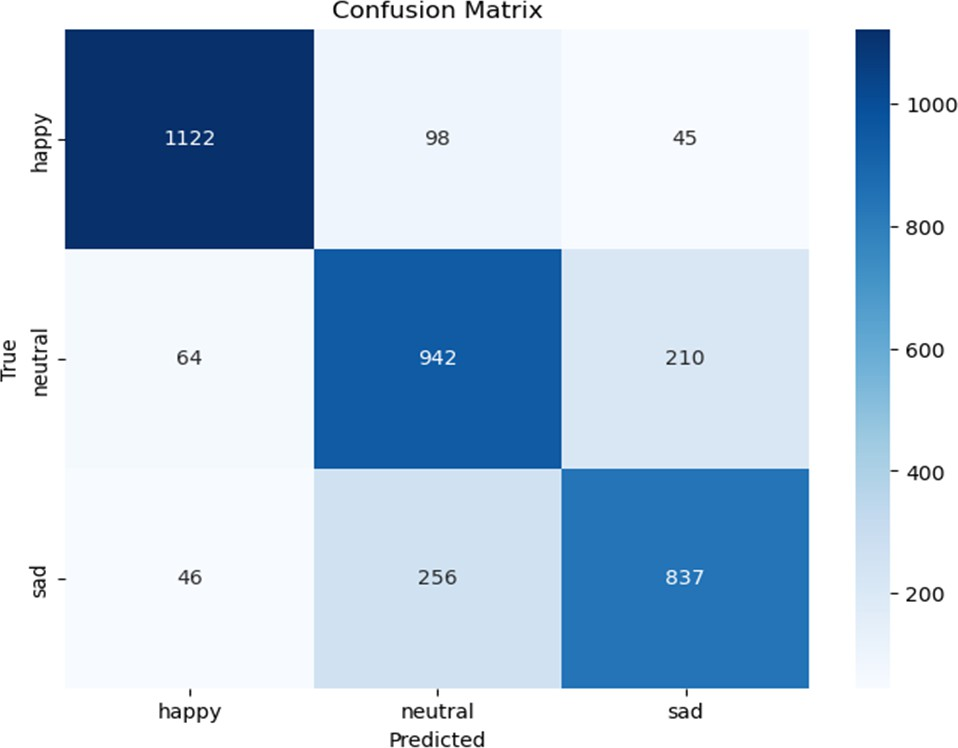 Confusion Matrix
happy 1122 98 45
neutral 64 942 210
sad 46 256 837
True
happy neutral sad
Predicted
1000
800
600
400
200